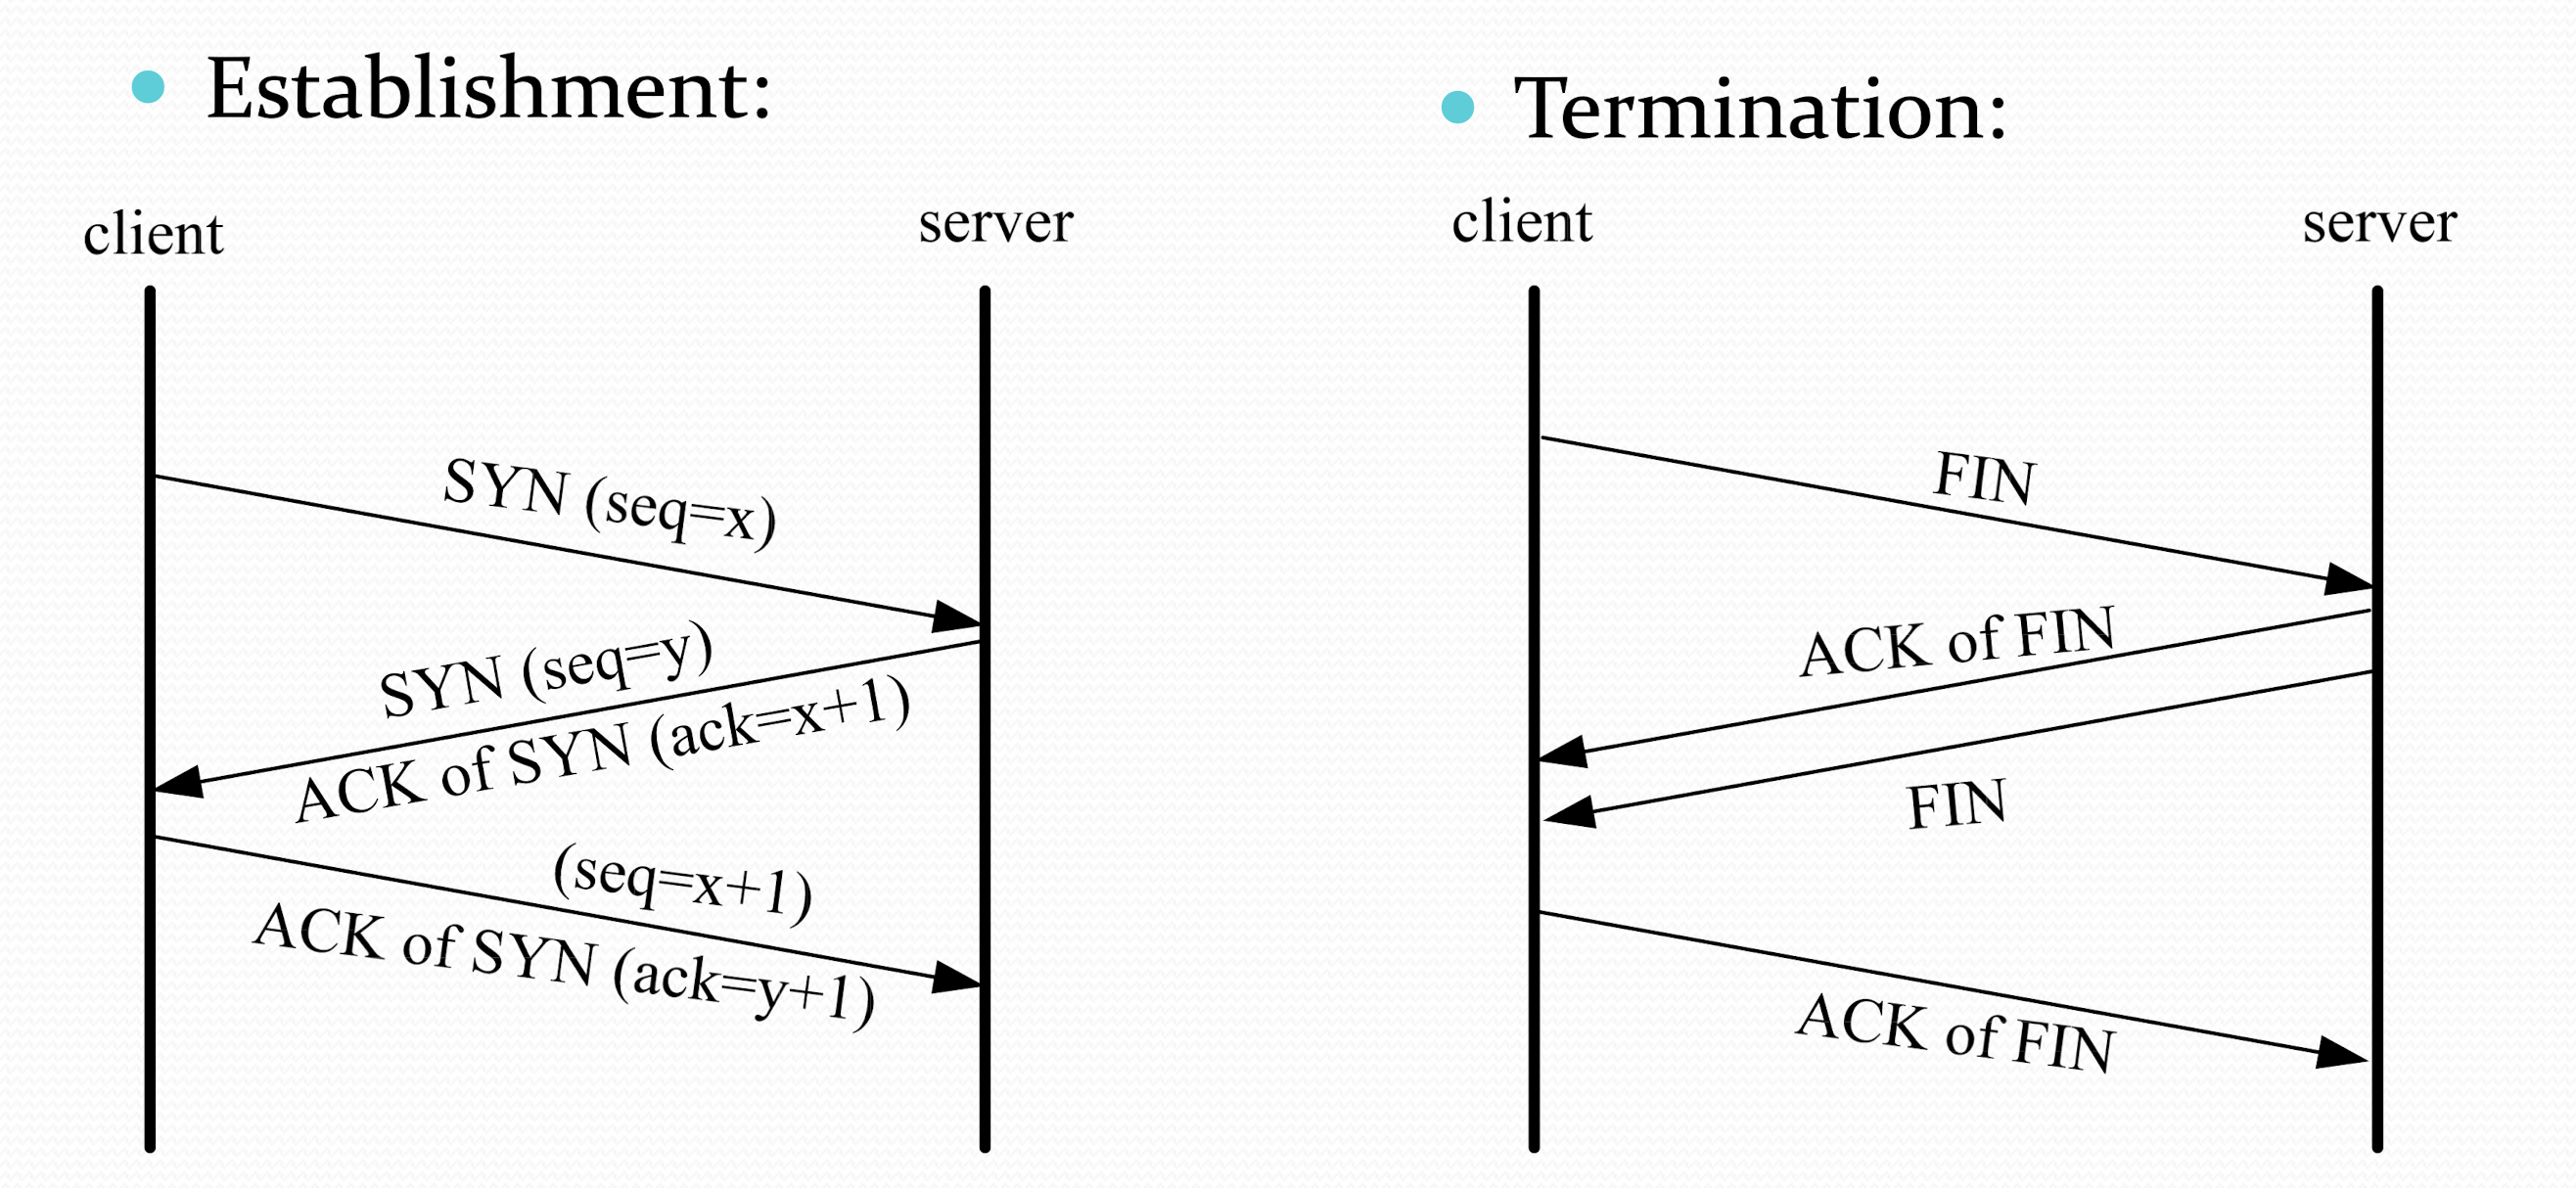 Establishment:
client
server
SYN (seq=x)
SYN (seq=y)
ACK of SYN (ack=x+1)
(seq=x+1)
ACK of SYN (ack=y+1)
Termination:
client
server
FIN
ACK of FIN
FIN
ACK of FIN